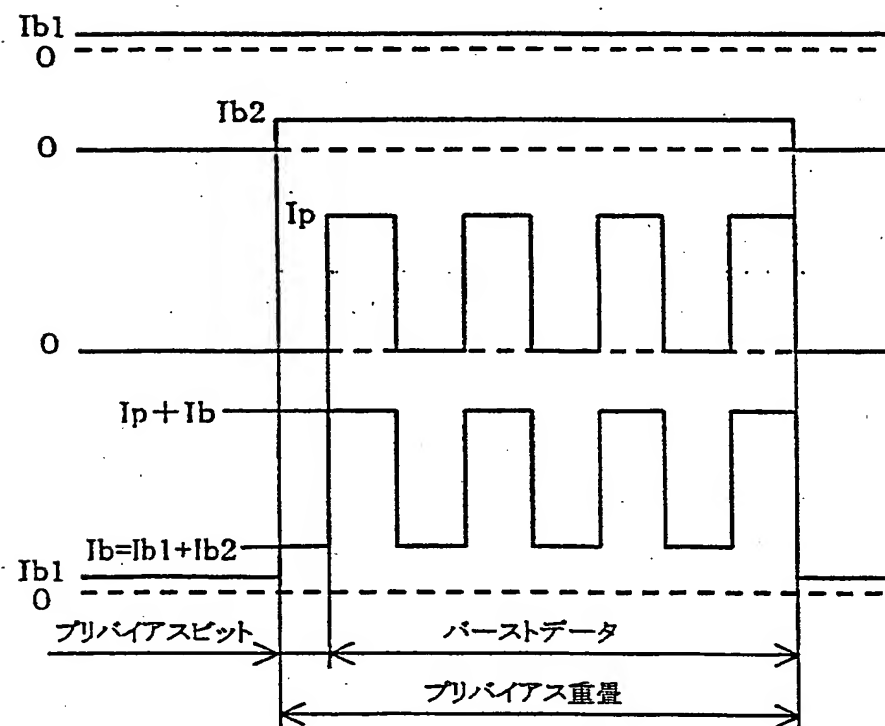 Ib1
0
Ib2
0
Ip
0
Ip+Ib
Ib=Ib1+Ib2
Ib1
0
プリバイアスビット
バーストデータ
プリバイアス重畳